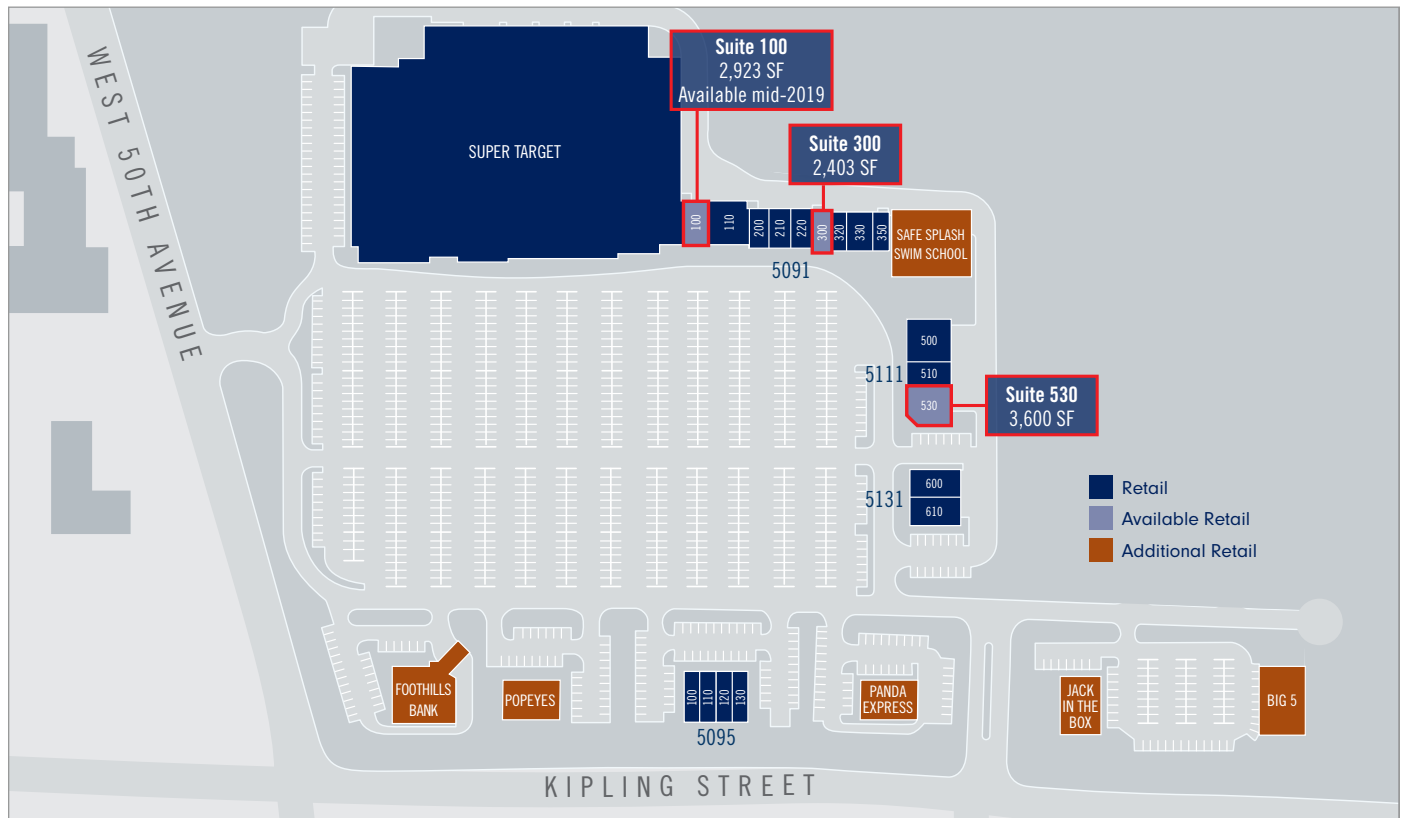 WEST 50TH AVENUE
Suite 100
2,923 SF
Available mid-2019
SUPER TARGET
Suite 300
2,403 SF
100
110
200
210
220
300
320
330
350
SAFE SPLASH
SWIM SCHOOL
5091
500
5111
510
530
Suite 530
3,600 SF
5131
600
610
Retail
Available Retail
Additional Retail
FOOTHILLS
BANK
POPEYES
100
110
120
130
5095
PANDA
EXPRESS
JACK
IN THE
BOX
BIG 5
KIPLING STREET